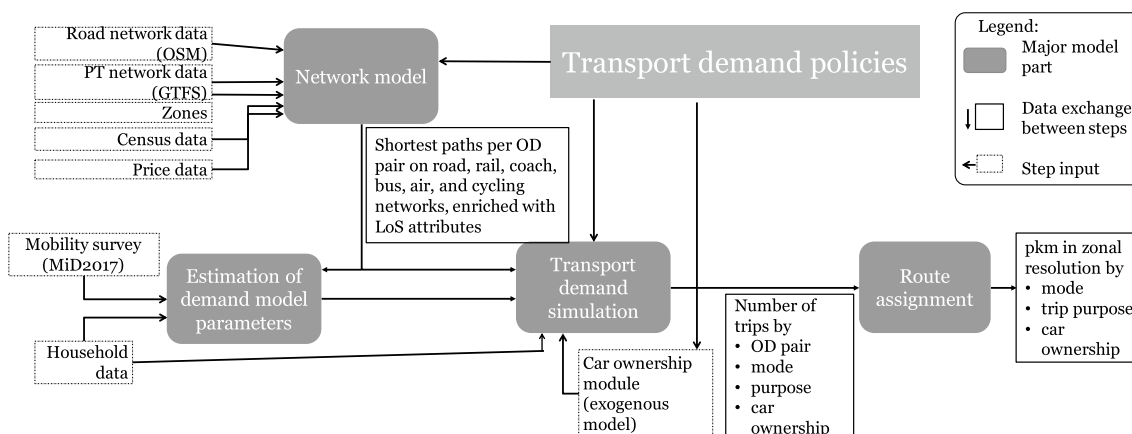 Road network data
(OSM)
PT network data
(GTFS)
Zones
Census data
Price data
Network model
Transport demand policies
Legend:
Major model
part
Data exchange
between steps
Step input
Shortest paths per OD
pair on road, rail, coach,
bus, air, and cycling
networks, enriched with
LoS attributes
Mobility survey
(MiD2017)
Household
data
Estimation of
demand model
parameters
Transport
demand
simulation
Car ownership
module
(exogenous
model)
Number of
trips by
• OD pair
• mode
• purpose
• car
ownership
Route
assignment
pkm in zonal
resolution by
• mode
• trip purpose
• car
ownership